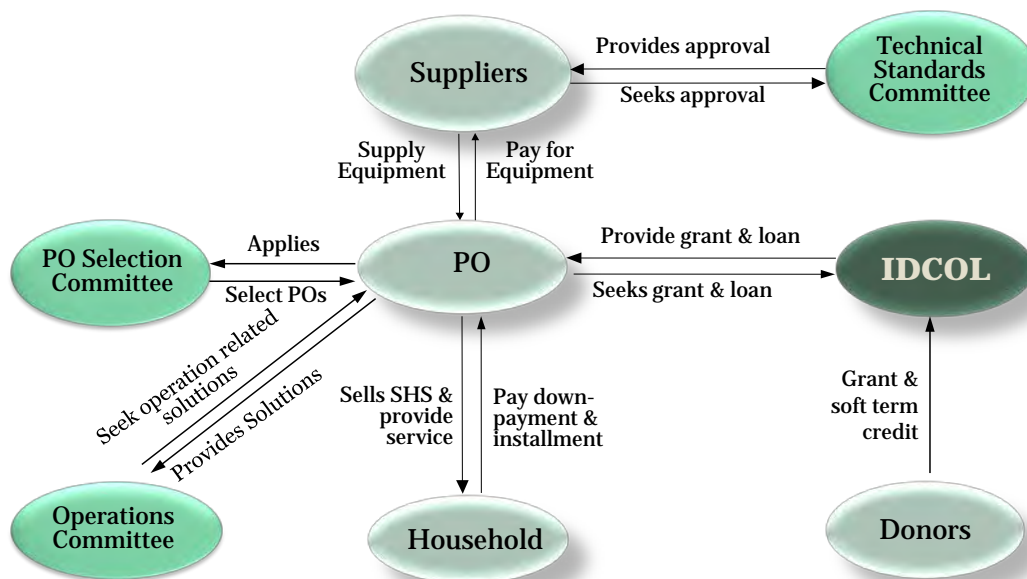 Suppliers
Provides approval
Seeks approval
Technical
Standards
Committee
Supply
Equipment
Pay for
Equipment
PO Selection
Committee
Applies
Select POs
PO
Provide grant & loan
Seeks grant & loan
IDCOL
Seek operation related
solutions
Provides Solutions
Sells SHS &
provide
service
Pay down-
payment &
installment
Grant &
soft term
credit
Operations
Committee
Household
Donors